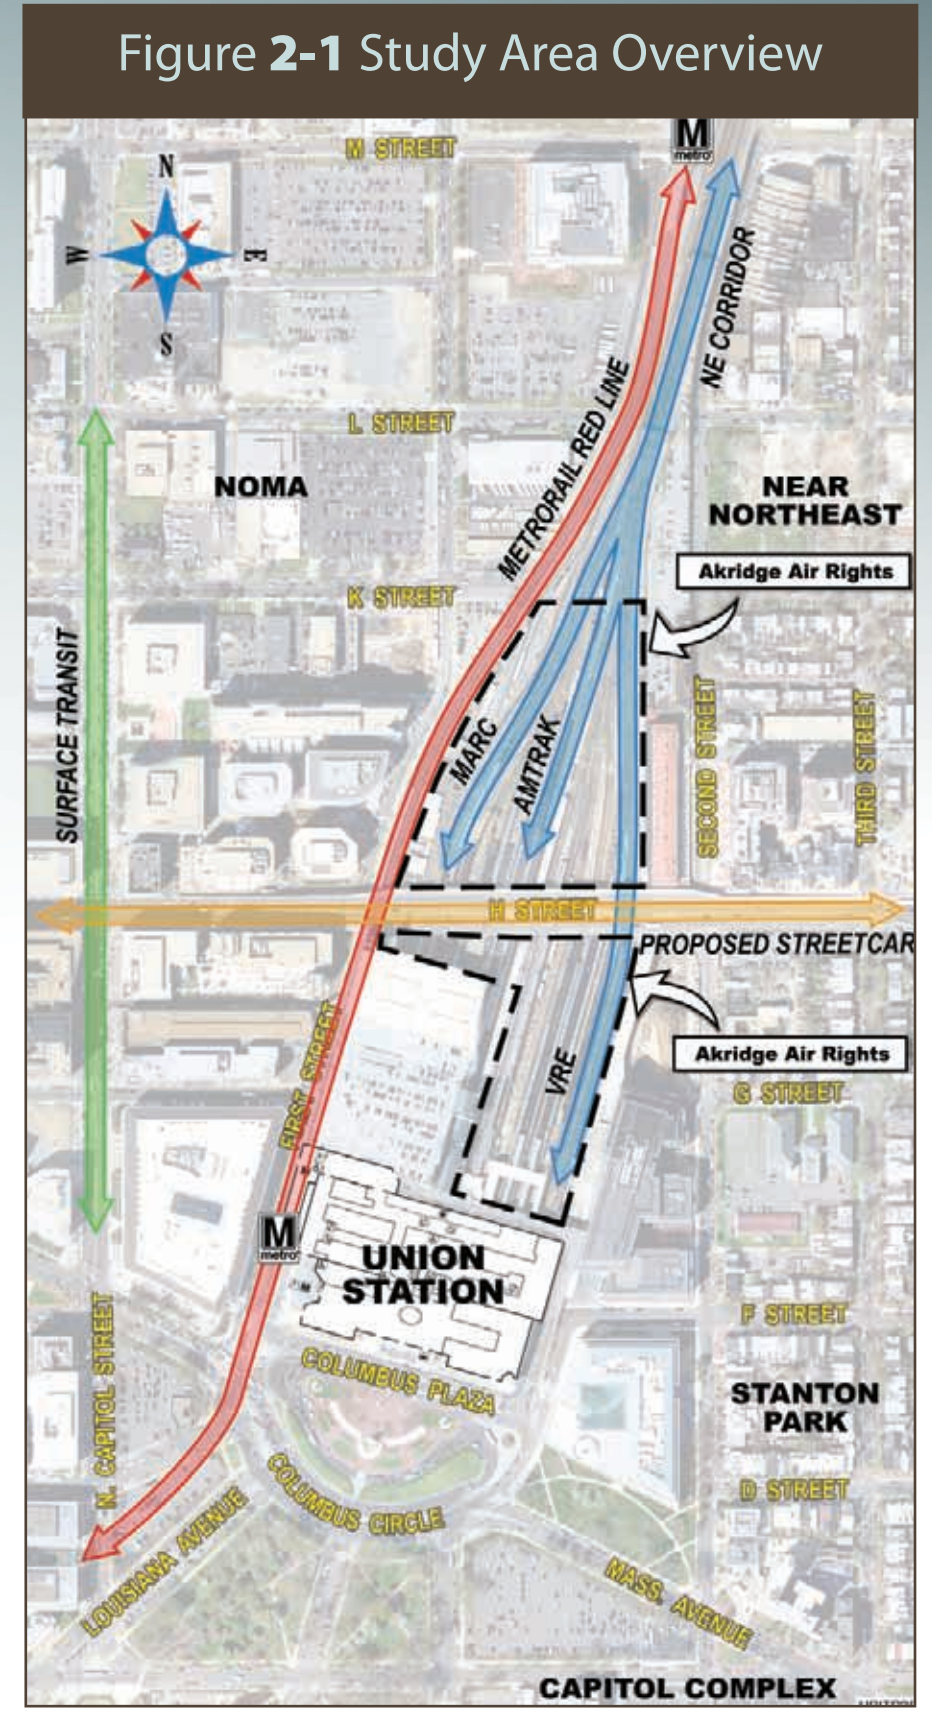 Figure 2-1 Study Area Overview
M STREET
M
metro
N
W
E
S
NE CORRIDOR
METRORAIL RED LINE
L STREET
NOMA
NEAR
NORTHEAST
Akridge Air Rights
K STREET
SURFACE TRANSIT
MARC
AMTRAK
SECOND STREET
THIRD STREET
H STREET
PROPOSED STREETCAR
FIRST STREET
VRE
Akridge Air Rights
G STREET
M
metro
UNION
STATION
N. CAPITOL STREET
F STREET
COLUMBUS PLAZA
STANTON
PARK
COLUMBUS CIRCLE
D STREET
LOUISIANA AVENUE
MASS. AVENUE
CAPITOL COMPLEX